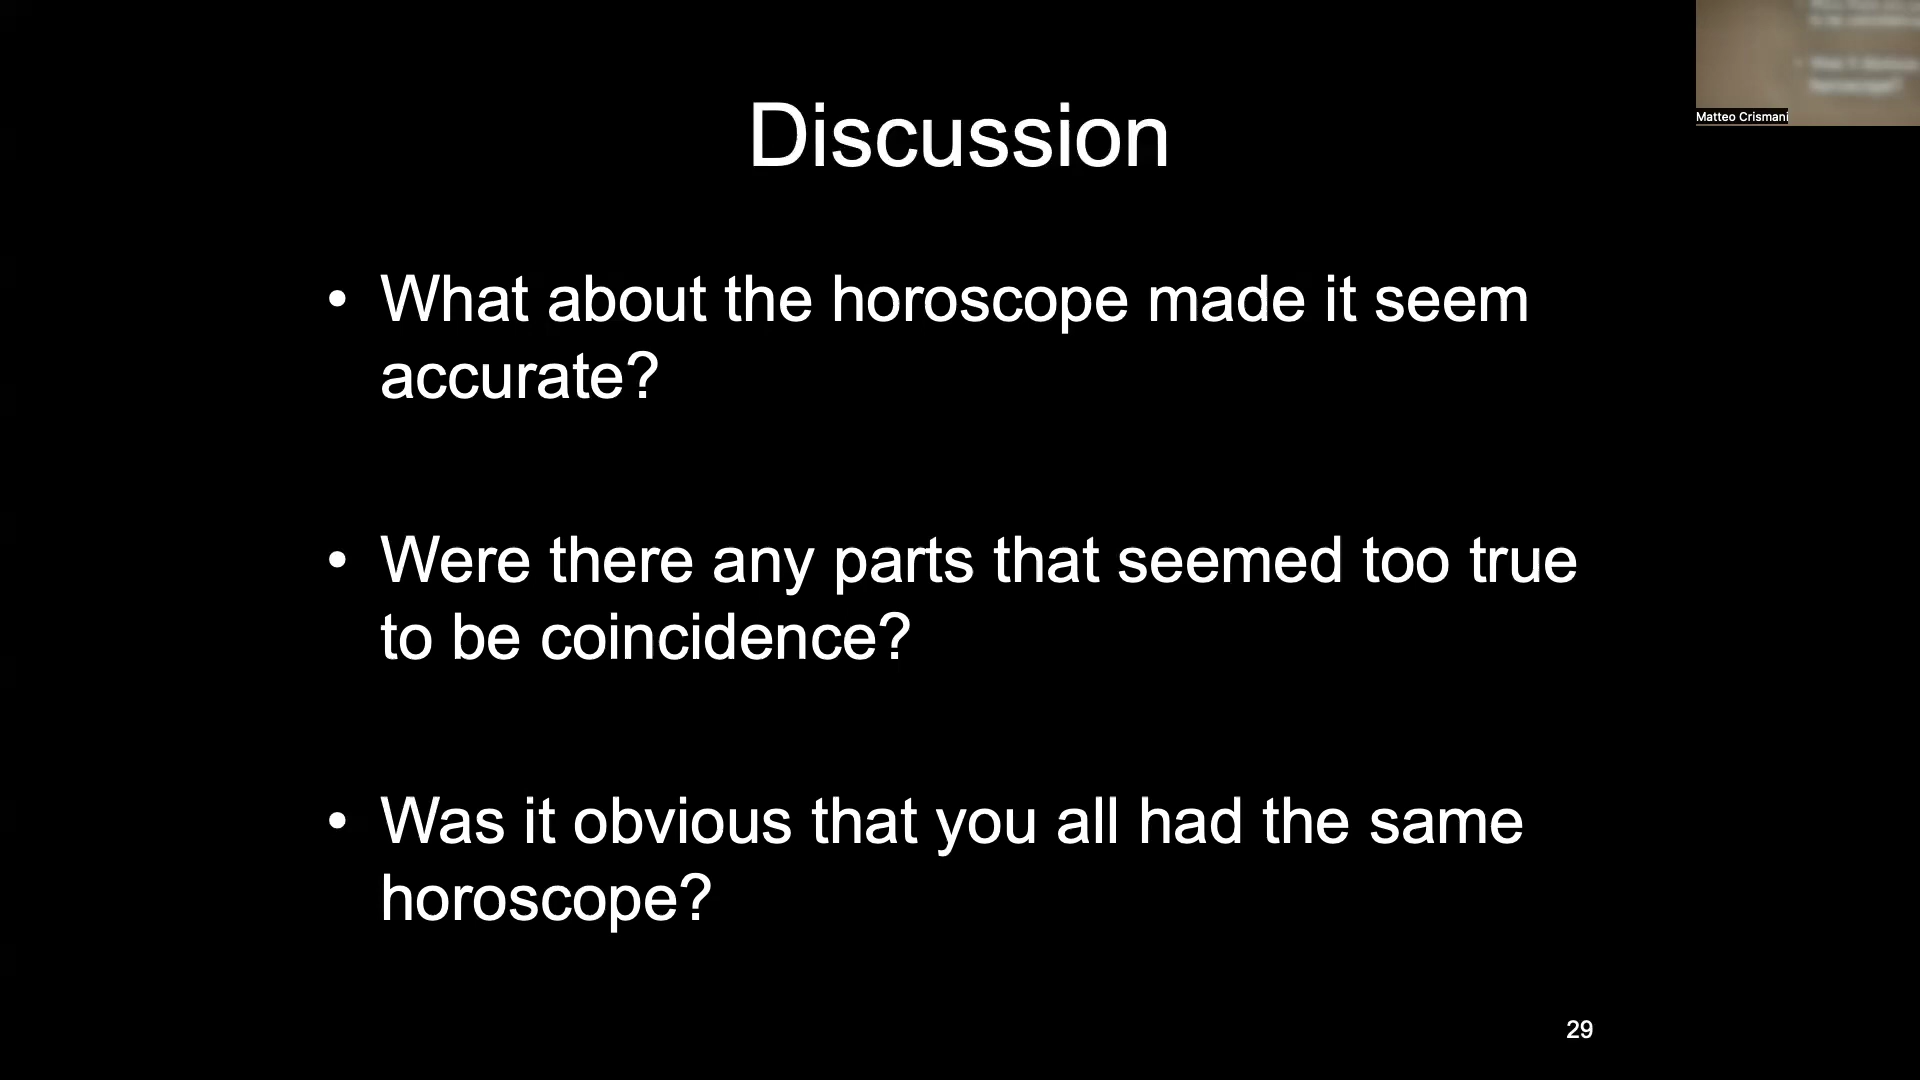 Discussion
• What about the horoscope made it seem
accurate?
• Were there any parts that seemed too true
to be coincidence?
• Was it obvious that you all had the same
horoscope?
29
Matteo Crismani